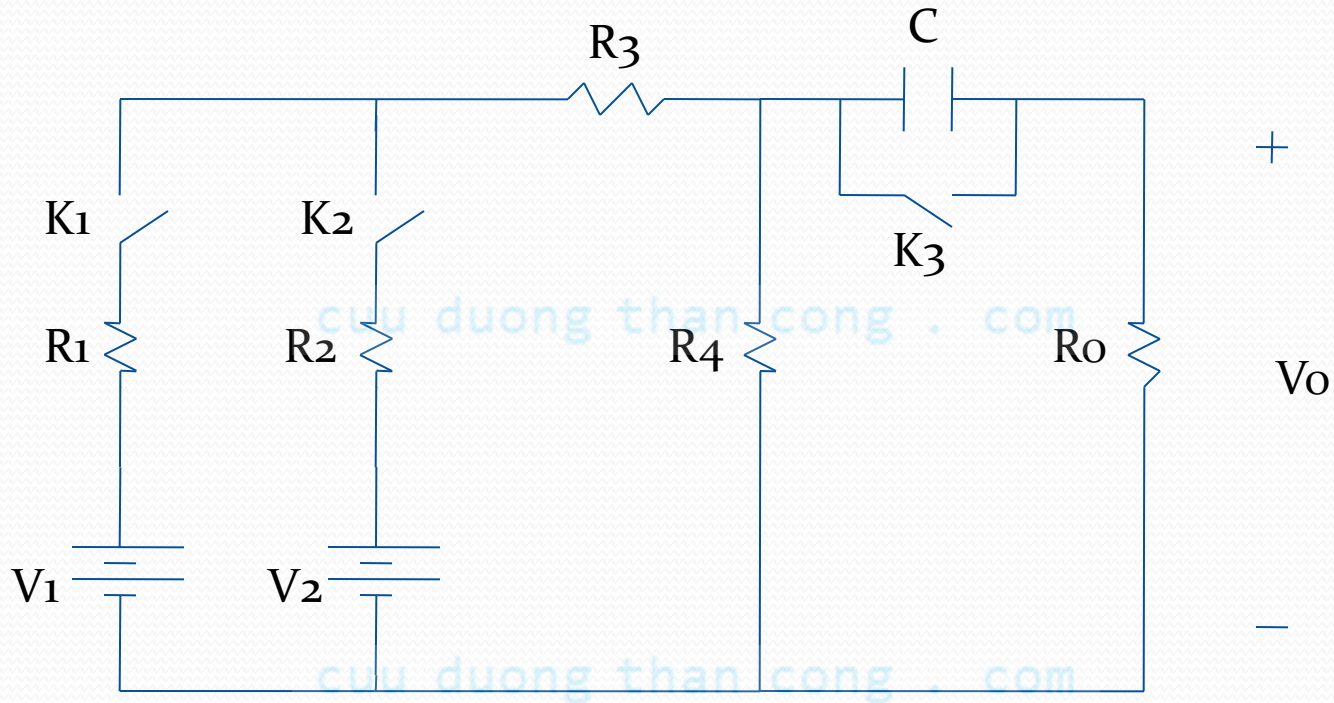 C
R3
K1
K2
K3
+
cuu duong than cong . com
R1
R2
R4
R0
V0
V1
V2
−
cuu duong than cong . com